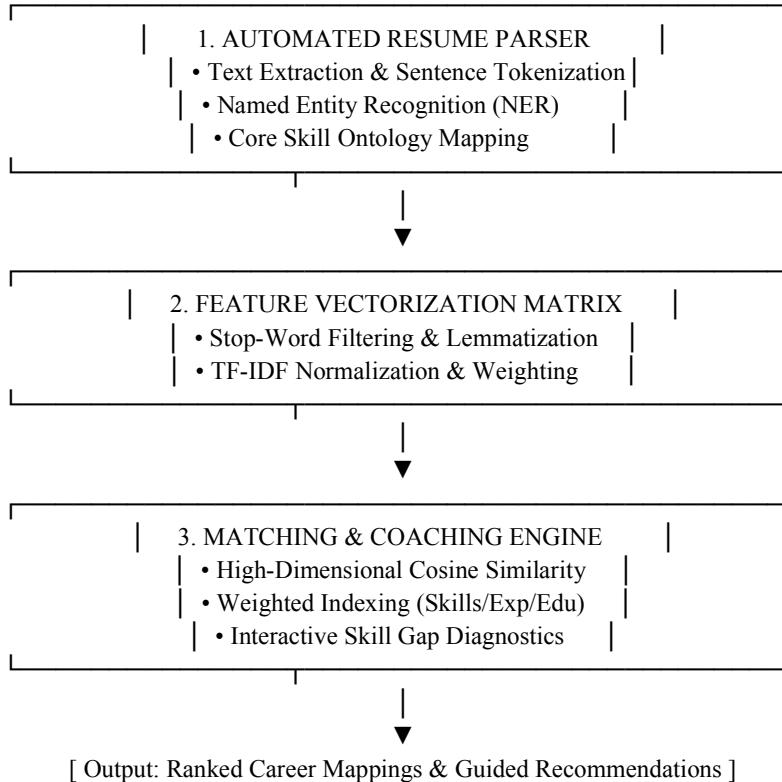 1. AUTOMATED RESUME PARSER
• Text Extraction & Sentence Tokenization
• Named Entity Recognition (NER)
• Core Skill Ontology Mapping
2. FEATURE VECTORIZATION MATRIX
• Stop-Word Filtering & Lemmatization
• TF-IDF Normalization & Weighting
3. MATCHING & COACHING ENGINE
• High-Dimensional Cosine Similarity
• Weighted Indexing (Skills/Exp/Edu)
• Interactive Skill Gap Diagnostics
[ Output: Ranked Career Mappings & Guided Recommendations ]